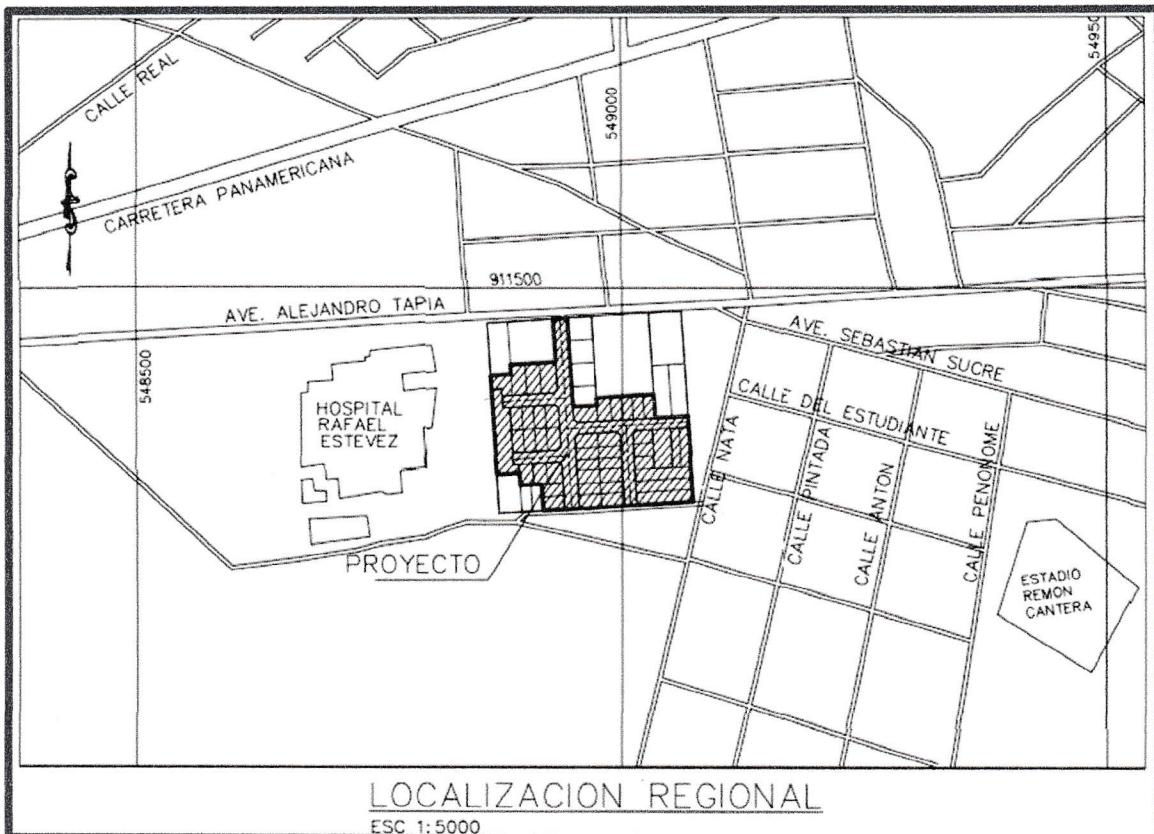 CALLE REAL
549000
549500
CARRETERA PANAMERICANA
911500
AVE. ALEJANDRO TAPIA
AVE. SEBASTIAN SUCRE
548500
HOSPITAL
RAFAEL
ESTEVEZ
CALLE DEL ESTUDIANTE
CALLE NATA
CALLE PINTADA
CALLE ANTON
CALLE PENONOME
PROYECTO
ESTADIO
REMON
CANTERA
LOCALIZACION REGIONAL
ESC 1:5000